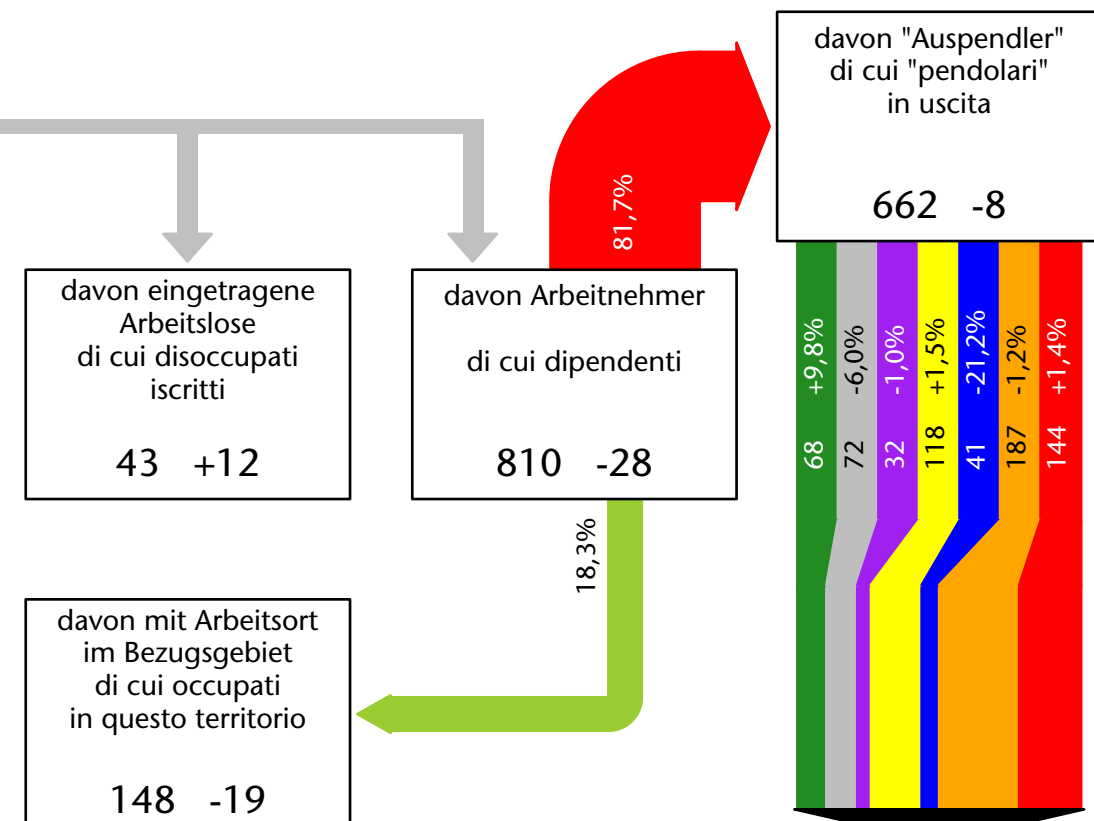 davon "Auspendler"
di cui "pendolari"
in uscita
662 -8
81,7%
davon eingetragene
Arbeitslose
di cui disoccupati
iscritti
43 +12
davon Arbeitnehmer
di cui dipendenti
810 -28
68 +9,8%
72 -6,0%
32 -1,0%
118 +1,5%
41 -21,2%
187 -1,2%
144 +1,4%
18,3%
davon mit Arbeitsort
im Bezugsgebiet
di cui occupati
in questo territorio
148 -19